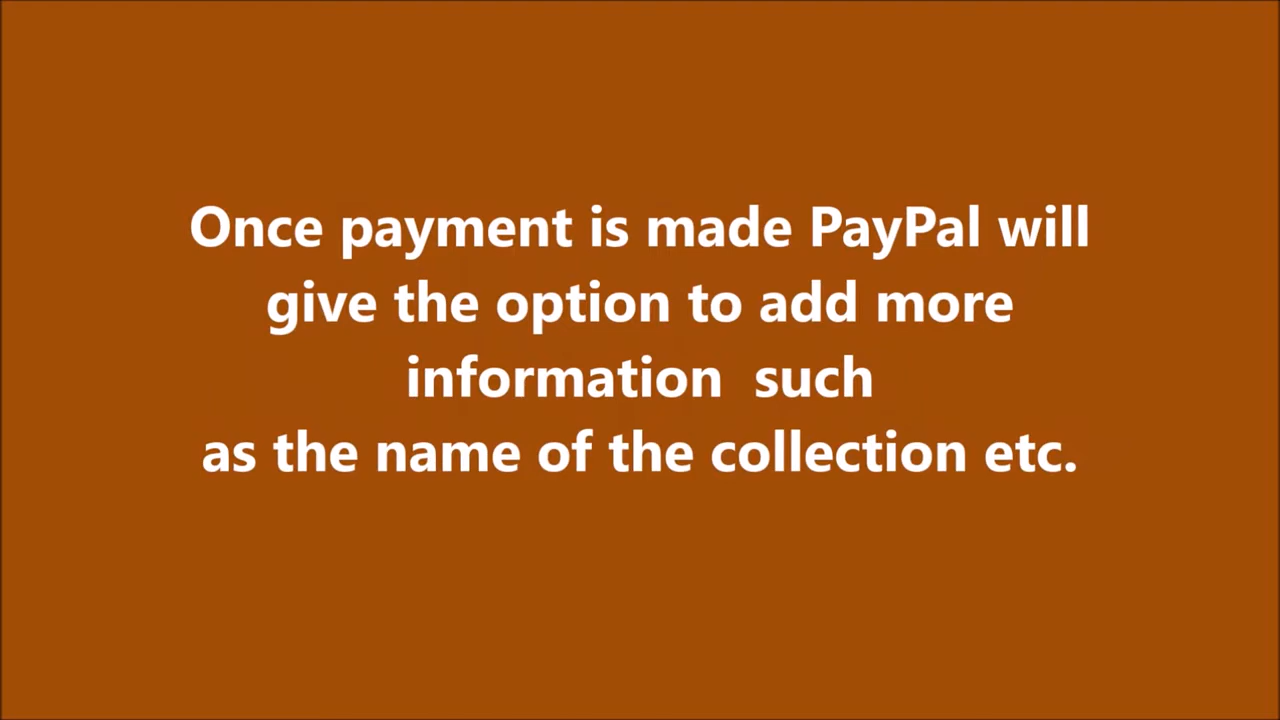 Once payment is made PayPal will
give the option to add more
information  such
as the name of the collection etc.